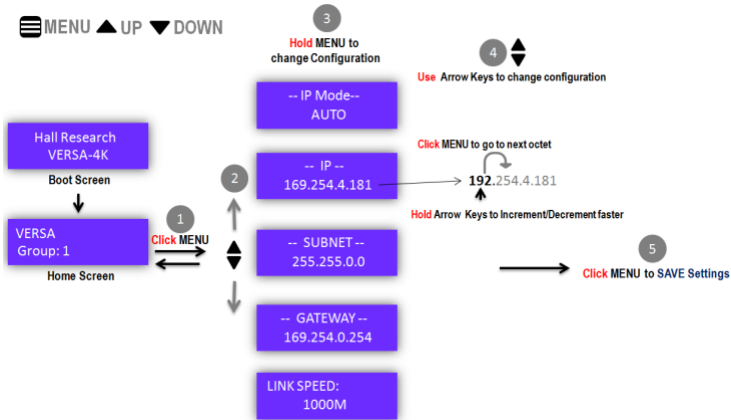 MENU UP DOWN
3
Hold MENU to
change Configuration
4
Use Arrow Keys to change configuration
-- IP Mode--
AUTO
Hall Research
VERSA-4K
Boot Screen
Click MENU to go to next octet
2
-- IP --
169.254.4.181
192.254.4.181
Hold Arrow Keys to Increment/Decrement faster
1
Click MENU
VERSA
Group: 1
Home Screen
-- SUBNET --
255.255.0.0
5
Click MENU to SAVE Settings
-- GATEWAY --
169.254.0.254
LINK SPEED:
1000M